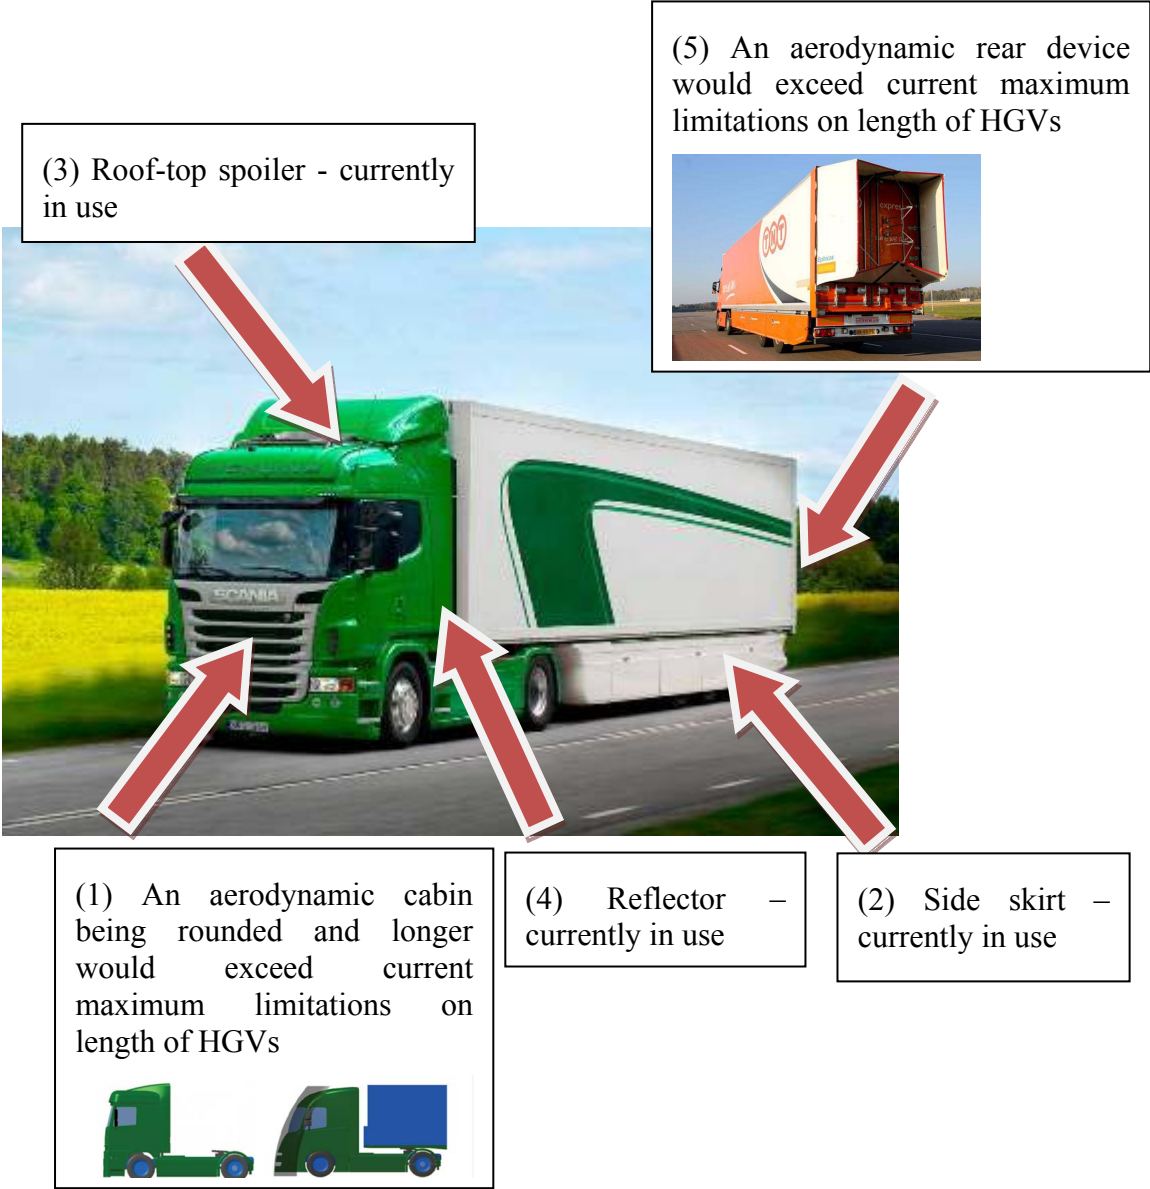 (5) An aerodynamic rear device
would exceed current maximum
limitations on length of HGVs
(3) Roof-top spoiler - currently
in use
TNT
SCANIA
(1) An aerodynamic cabin
being rounded and longer
would exceed current
maximum limitations on
length of HGVs
(4) Reflector –
currently in use
(2) Side skirt –
currently in use